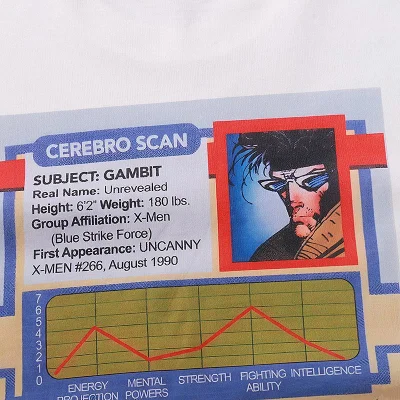 CEREBRO SCAN
SUBJECT: GAMBIT
Real Name: Unrevealed
Height: 6'2" Weight: 180 lbs.
Group Affiliation: X-Men
(Blue Strike Force)
First Appearance: UNCANNY
X-MEN #266, August 1990
7
6
5
4
3
2
1
0
ENERGY
PROJECTION
MENTAL
POWERS
STRENGTH
FIGHTING
ABILITY
INTELLIGENCE